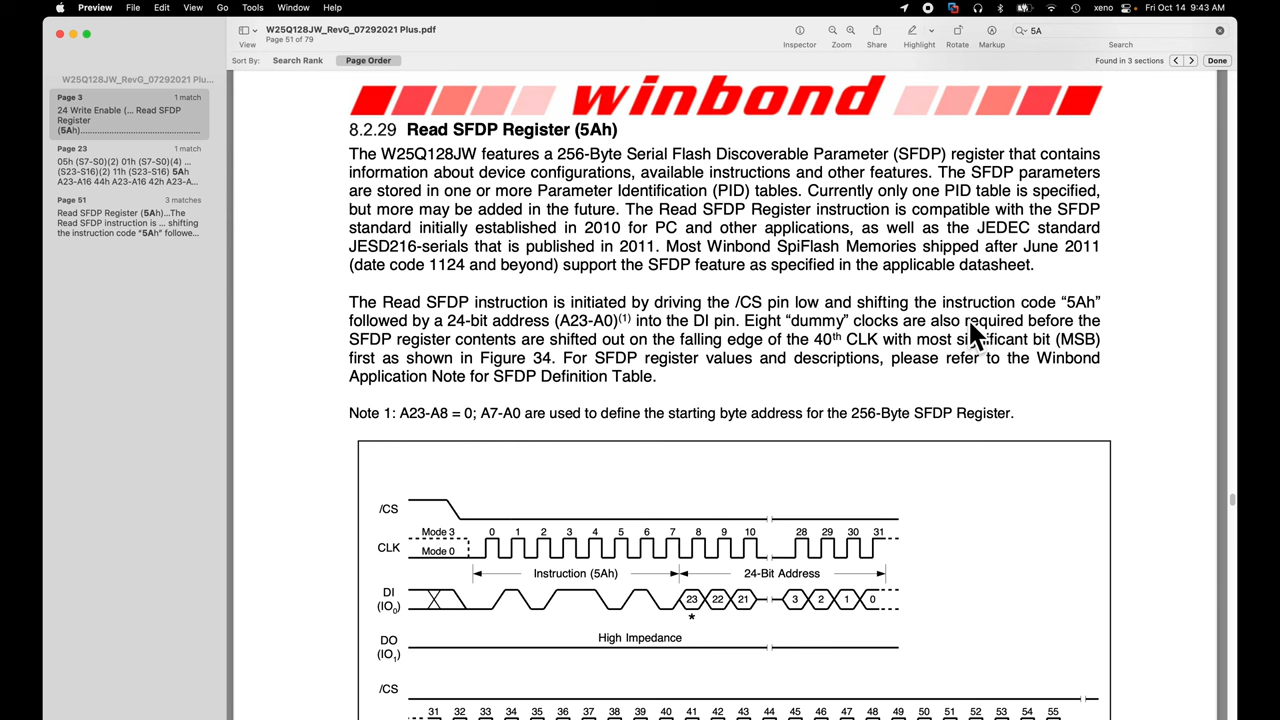 Preview File Edit View Go Tools Window Help xeno Fri Oct 14 9:43 AM
W25Q128JW_RevG_07292021 Plus.pdf
Page 51 of 79
5A
View Inspector Zoom Share Highlight Rotate Markup Search
Sort By: Search Rank Page Order Found in 3 sections Done
W25Q128JW_RevG_07292021 Plu...
Page 3 1 match
24 Write Enable (... Read SFDP
Register
(5Ah)......................................................
Page 23 1 match
05h (S7-S0)(2) 01h (S7-S0)(4) ...
(S23-S16)(2) 11h (S23-S16) 5Ah
A23-A16 44h A23-A16 42h A23-A...
Page 51 3 matches
Read SFDP Register (5Ah)...The
Read SFDP instruction is ... shifting
the instruction code "5Ah" followe...
winbond
8.2.29 Read SFDP Register (5Ah)
The W25Q128JW features a 256-Byte Serial Flash Discoverable Parameter (SFDP) register that contains
information about device configurations, available instructions and other features. The SFDP parameters
are stored in one or more Parameter Identification (PID) tables. Currently only one PID table is specified,
but more may be added in the future. The Read SFDP Register instruction is compatible with the SFDP
standard initially established in 2010 for PC and other applications, as well as the JEDEC standard
JESD216-serials that is published in 2011. Most Winbond SpiFlash Memories shipped after June 2011
(date code 1124 and beyond) support the SFDP feature as specified in the applicable datasheet.
The Read SFDP instruction is initiated by driving the /CS pin low and shifting the instruction code “5Ah”
followed by a 24-bit address (A23-A0)(1) into the DI pin. Eight “dummy” clocks are also required before the
SFDP register contents are shifted out on the falling edge of the 40th CLK with most significant bit (MSB)
first as shown in Figure 34. For SFDP register values and descriptions, please refer to the Winbond
Application Note for SFDP Definition Table.
Note 1: A23-A8 = 0; A7-A0 are used to define the starting byte address for the 256-Byte SFDP Register.
/CS
Mode 3 0 1 2 3 4 5 6 7 8 9 10 28 29 30 31
CLK Mode 0
Instruction (5Ah) 24-Bit Address
DI
(IO0) 23 22 21 3 2 1 0
*
High Impedance
DO
(IO1)
/CS
31 32 33 34 35 36 37 38 39 40 41 42 43 44 45 46 47 48 49 50 51 52 53 54 55